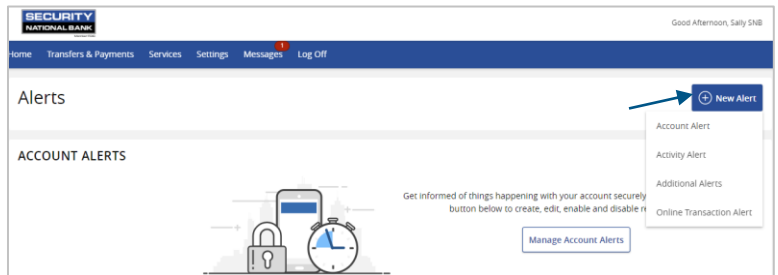 SECURITY
NATIONAL BANK
Good Afternoon, Sally SNB
Home Transfers & Payments Services Settings Messages 1 Log Off
Alerts
New Alert
Account Alert
Activity Alert
Additional Alerts
Online Transaction Alert
ACCOUNT ALERTS
Get informed of things happening with your account securely
button below to create, edit, enable and disable
Manage Account Alerts